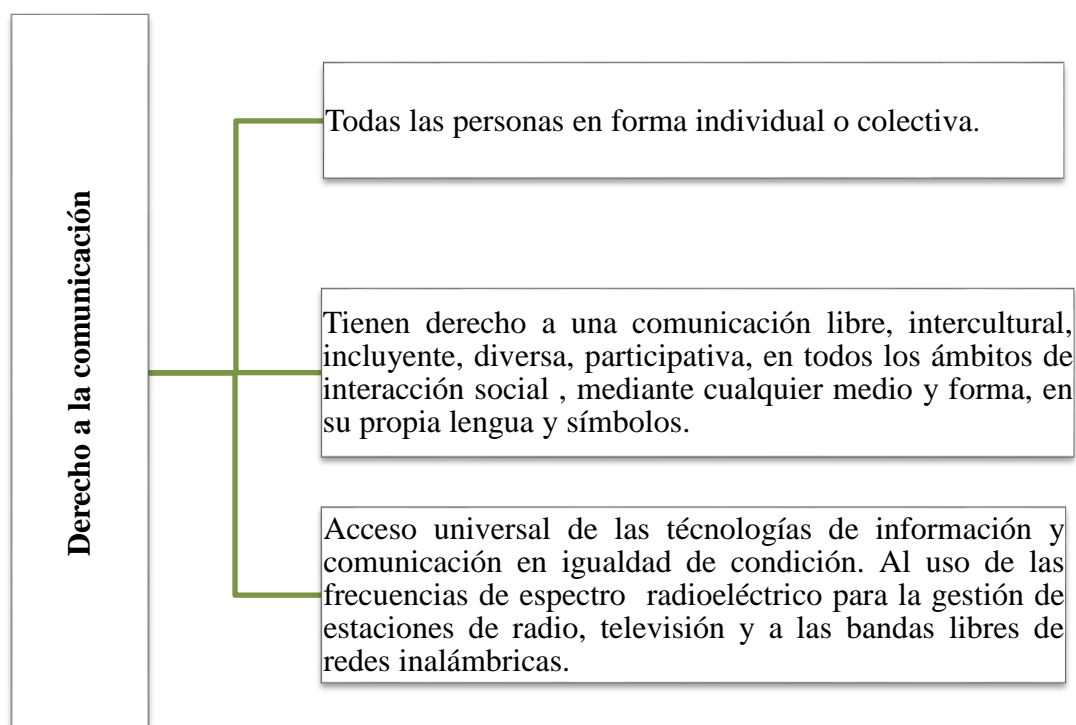 Derecho a la comunicación
Todas las personas en forma individual o colectiva.
Tienen derecho a una comunicación libre, intercultural,
incluyente, diversa, participativa, en todos los ámbitos de
interacción social , mediante cualquier medio y forma, en
su propia lengua y símbolos.
Acceso universal de las técnologías de información y
comunicación en igualdad de condición. Al uso de las
frecuencias de espectro radioeléctrico para la gestión de
estaciones de radio, televisión y a las bandas libres de
redes inalámbricas.